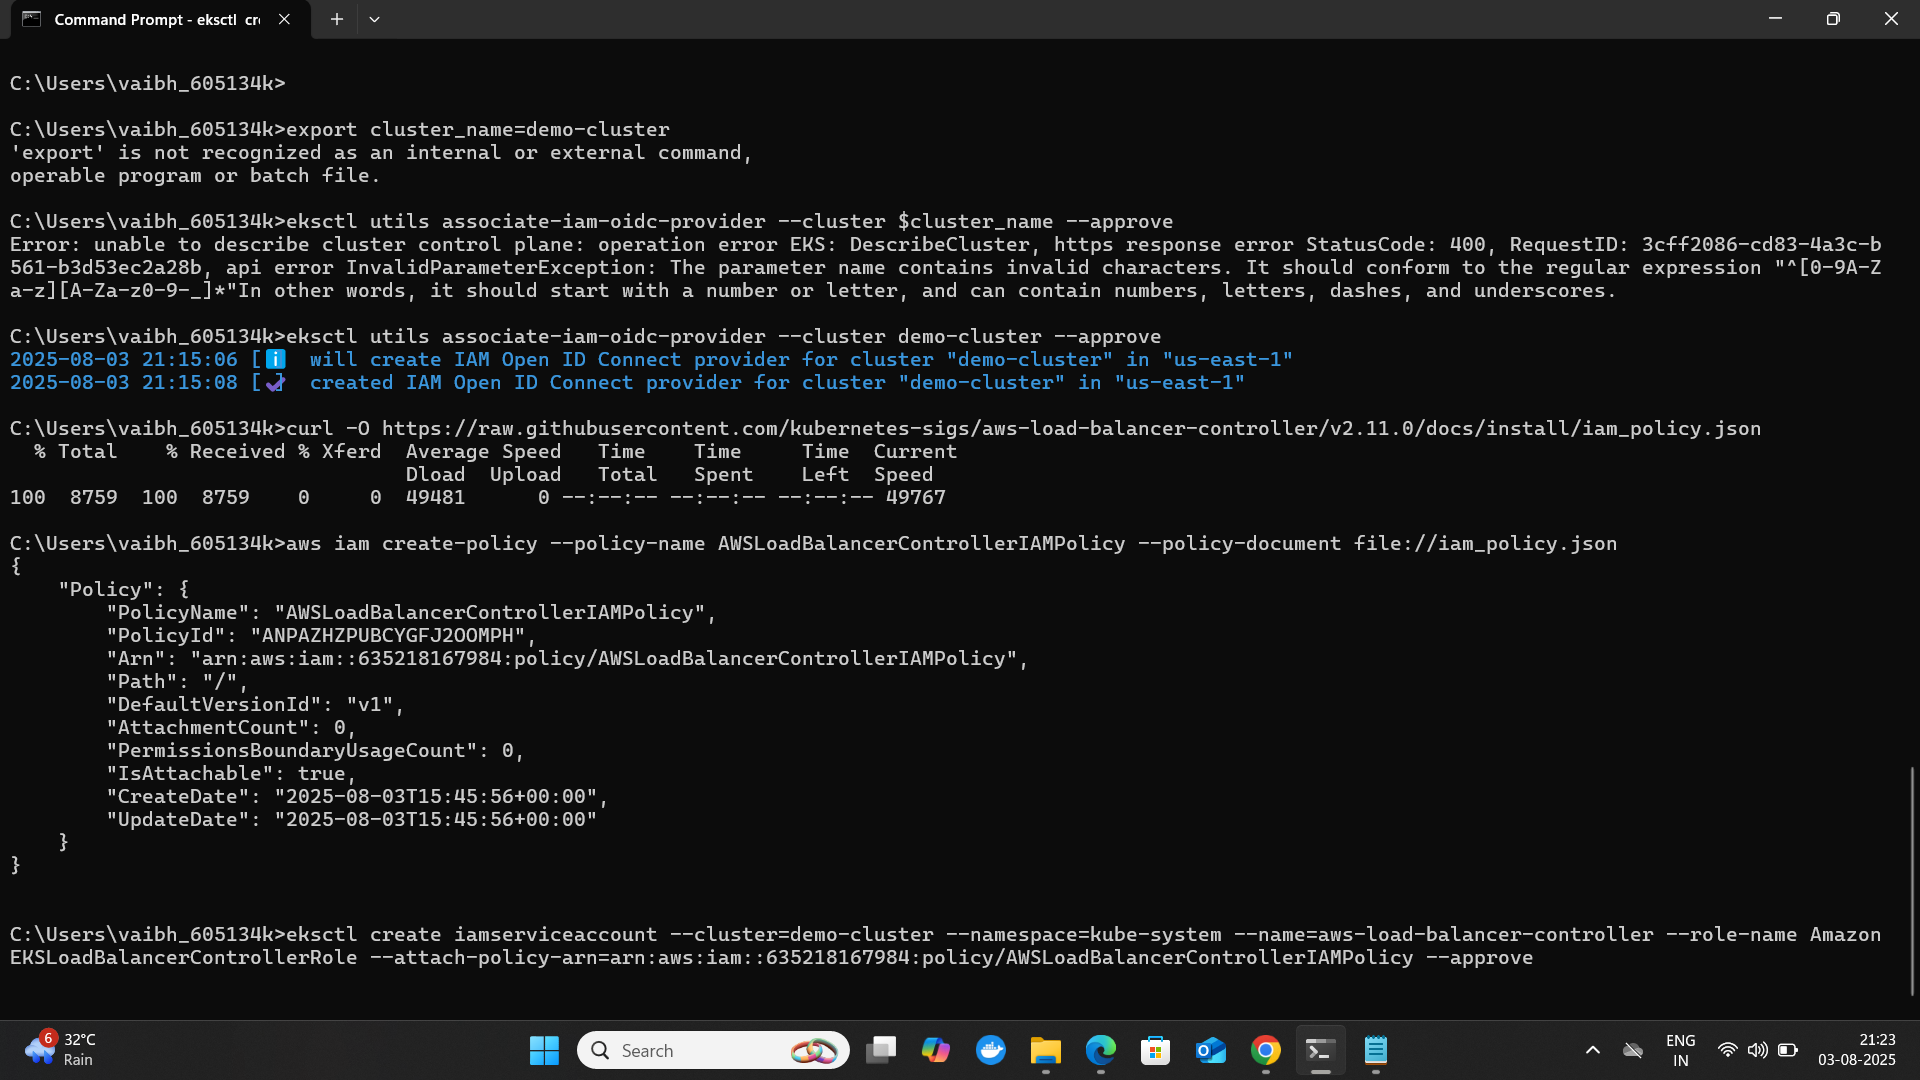 Command Prompt - eksctl cre
C:\Users\vaibh_605134k>
C:\Users\vaibh_605134k>export cluster_name=demo-cluster
'export' is not recognized as an internal or external command,
operable program or batch file.
C:\Users\vaibh_605134k>eksctl utils associate-iam-oidc-provider --cluster $cluster_name --approve
Error: unable to describe cluster control plane: operation error EKS: DescribeCluster, https response error StatusCode: 400, RequestID: 3cff2086-cd83-4a3c-b
561-b3d53ec2a28b, api error InvalidParameterException: The parameter name contains invalid characters. It should conform to the regular expression "^[0-9A-Z
a-z][A-Za-z0-9-_]*"In other words, it should start with a number or letter, and can contain numbers, letters, dashes, and underscores.
C:\Users\vaibh_605134k>eksctl utils associate-iam-oidc-provider --cluster demo-cluster --approve
2025-08-03 21:15:06 [ℹ]  will create IAM Open ID Connect provider for cluster "demo-cluster" in "us-east-1"
2025-08-03 21:15:08 [✔]  created IAM Open ID Connect provider for cluster "demo-cluster" in "us-east-1"
C:\Users\vaibh_605134k>curl -O https://raw.githubusercontent.com/kubernetes-sigs/aws-load-balancer-controller/v2.11.0/docs/install/iam_policy.json
  % Total    % Received % Xferd  Average Speed   Time    Time     Time  Current
                                 Dload  Upload   Total   Spent    Left  Speed
100  8759  100  8759    0     0  49481      0 --:--:-- --:--:-- --:--:-- 49767
C:\Users\vaibh_605134k>aws iam create-policy --policy-name AWSLoadBalancerControllerIAMPolicy --policy-document file://iam_policy.json
{
    "Policy": {
        "PolicyName": "AWSLoadBalancerControllerIAMPolicy",
        "PolicyId": "ANPAZHZPUBCYGFJ2OOMPH",
        "Arn": "arn:aws:iam::635218167984:policy/AWSLoadBalancerControllerIAMPolicy",
        "Path": "/",
        "DefaultVersionId": "v1",
        "AttachmentCount": 0,
        "PermissionsBoundaryUsageCount": 0,
        "IsAttachable": true,
        "CreateDate": "2025-08-03T15:45:56+00:00",
        "UpdateDate": "2025-08-03T15:45:56+00:00"
    }
}
C:\Users\vaibh_605134k>eksctl create iamserviceaccount --cluster=demo-cluster --namespace=kube-system --name=aws-load-balancer-controller --role-name Amazon
EKSLoadBalancerControllerRole --attach-policy-arn=arn:aws:iam::635218167984:policy/AWSLoadBalancerControllerIAMPolicy --approve
6
32°C
Rain
Search
ENG
IN
21:23
03-08-2025